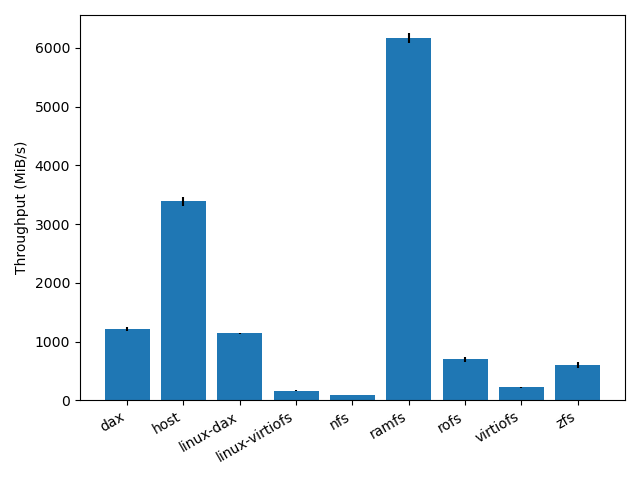 Throughput (MiB/s)
6000
5000
4000
3000
2000
1000
0
dax
host
linux-dax
linux-virtiofs
nfs
ramfs
rofs
virtiofs
zfs